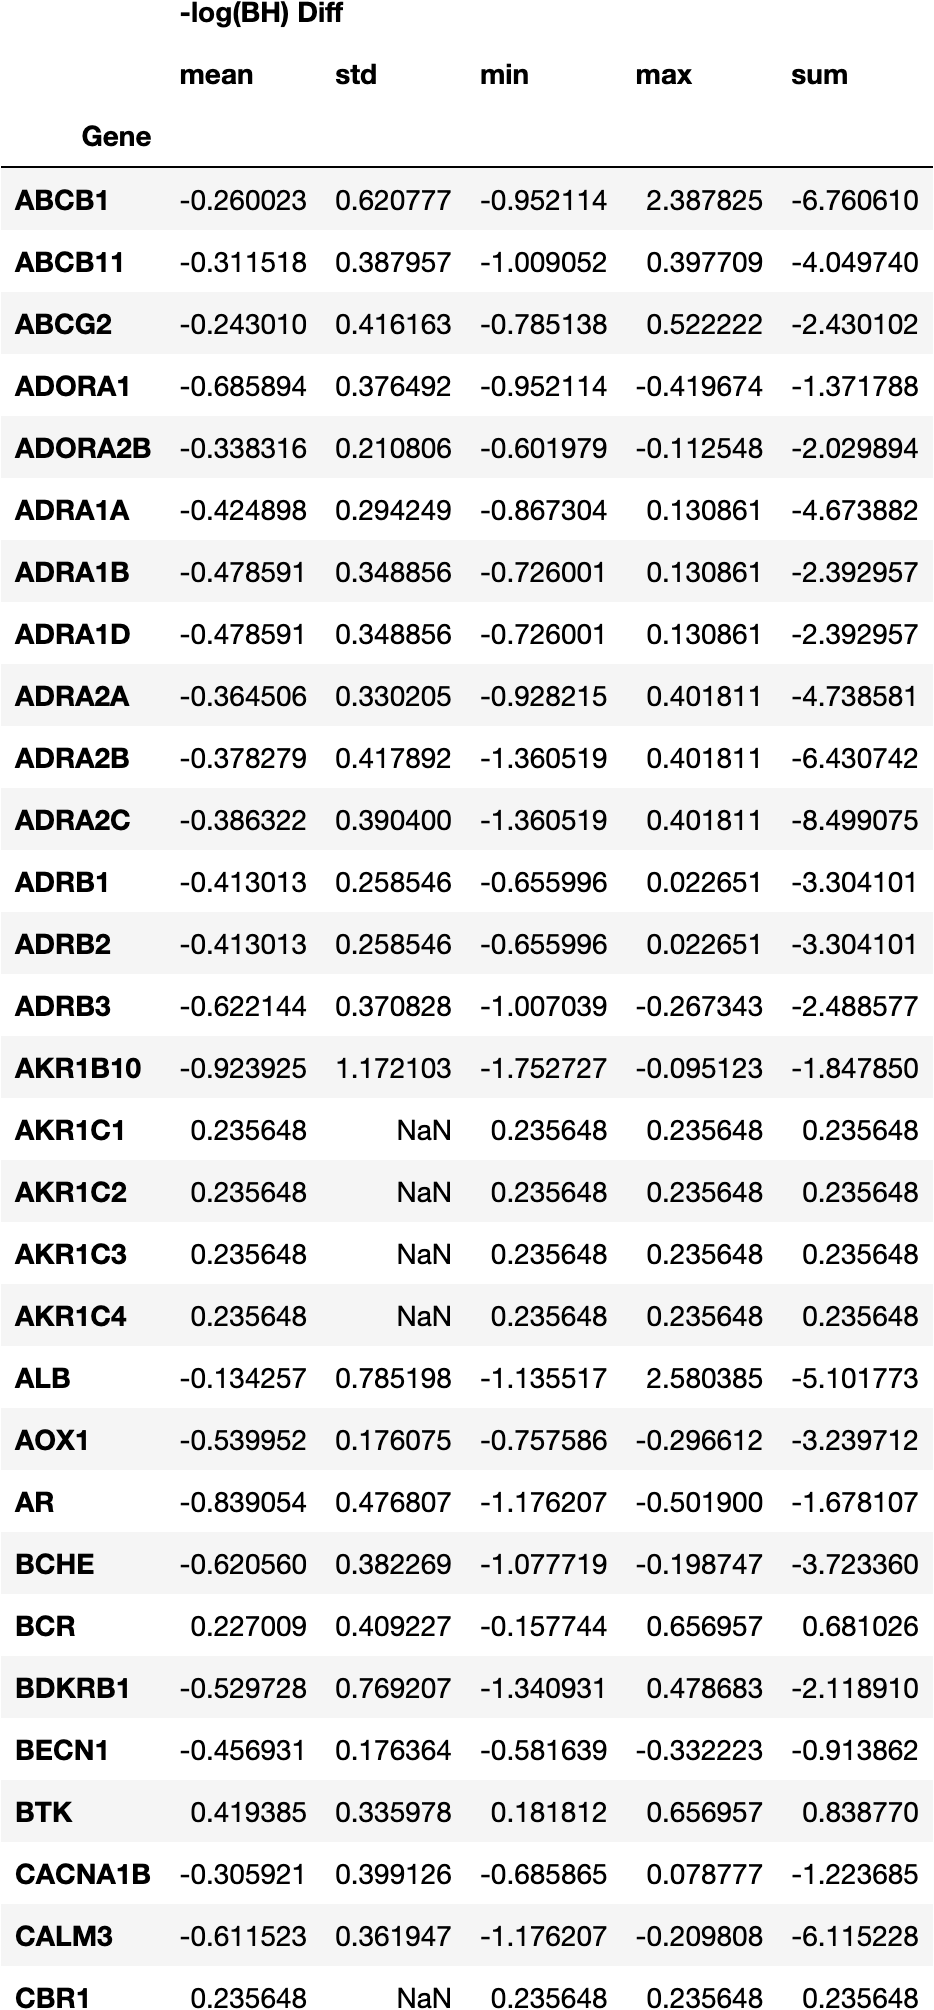 -log(BH) Diff
mean std min max sum
Gene
ABCB1 -0.260023 0.620777 -0.952114 2.387825 -6.760610
ABCB11 -0.311518 0.387957 -1.009052 0.397709 -4.049740
ABCG2 -0.243010 0.416163 -0.785138 0.522222 -2.430102
ADORA1 -0.685894 0.376492 -0.952114 -0.419674 -1.371788
ADORA2B -0.338316 0.210806 -0.601979 -0.112548 -2.029894
ADRA1A -0.424898 0.294249 -0.867304 0.130861 -4.673882
ADRA1B -0.478591 0.348856 -0.726001 0.130861 -2.392957
ADRA1D -0.478591 0.348856 -0.726001 0.130861 -2.392957
ADRA2A -0.364506 0.330205 -0.928215 0.401811 -4.738581
ADRA2B -0.378279 0.417892 -1.360519 0.401811 -6.430742
ADRA2C -0.386322 0.390400 -1.360519 0.401811 -8.499075
ADRB1 -0.413013 0.258546 -0.655996 0.022651 -3.304101
ADRB2 -0.413013 0.258546 -0.655996 0.022651 -3.304101
ADRB3 -0.622144 0.370828 -1.007039 -0.267343 -2.488577
AKR1B10 -0.923925 1.172103 -1.752727 -0.095123 -1.847850
AKR1C1 0.235648 NaN 0.235648 0.235648 0.235648
AKR1C2 0.235648 NaN 0.235648 0.235648 0.235648
AKR1C3 0.235648 NaN 0.235648 0.235648 0.235648
AKR1C4 0.235648 NaN 0.235648 0.235648 0.235648
ALB -0.134257 0.785198 -1.135517 2.580385 -5.101773
AOX1 -0.539952 0.176075 -0.757586 -0.296612 -3.239712
AR -0.839054 0.476807 -1.176207 -0.501900 -1.678107
BCHE -0.620560 0.382269 -1.077719 -0.198747 -3.723360
BCR 0.227009 0.409227 -0.157744 0.656957 0.681026
BDKRB1 -0.529728 0.769207 -1.340931 0.478683 -2.118910
BECN1 -0.456931 0.176364 -0.581639 -0.332223 -0.913862
BTK 0.419385 0.335978 0.181812 0.656957 0.838770
CACNA1B -0.305921 0.399126 -0.685865 0.078777 -1.223685
CALM3 -0.611523 0.361947 -1.176207 -0.209808 -6.115228
CBR1 0.235648 NaN 0.235648 0.235648 0.235648